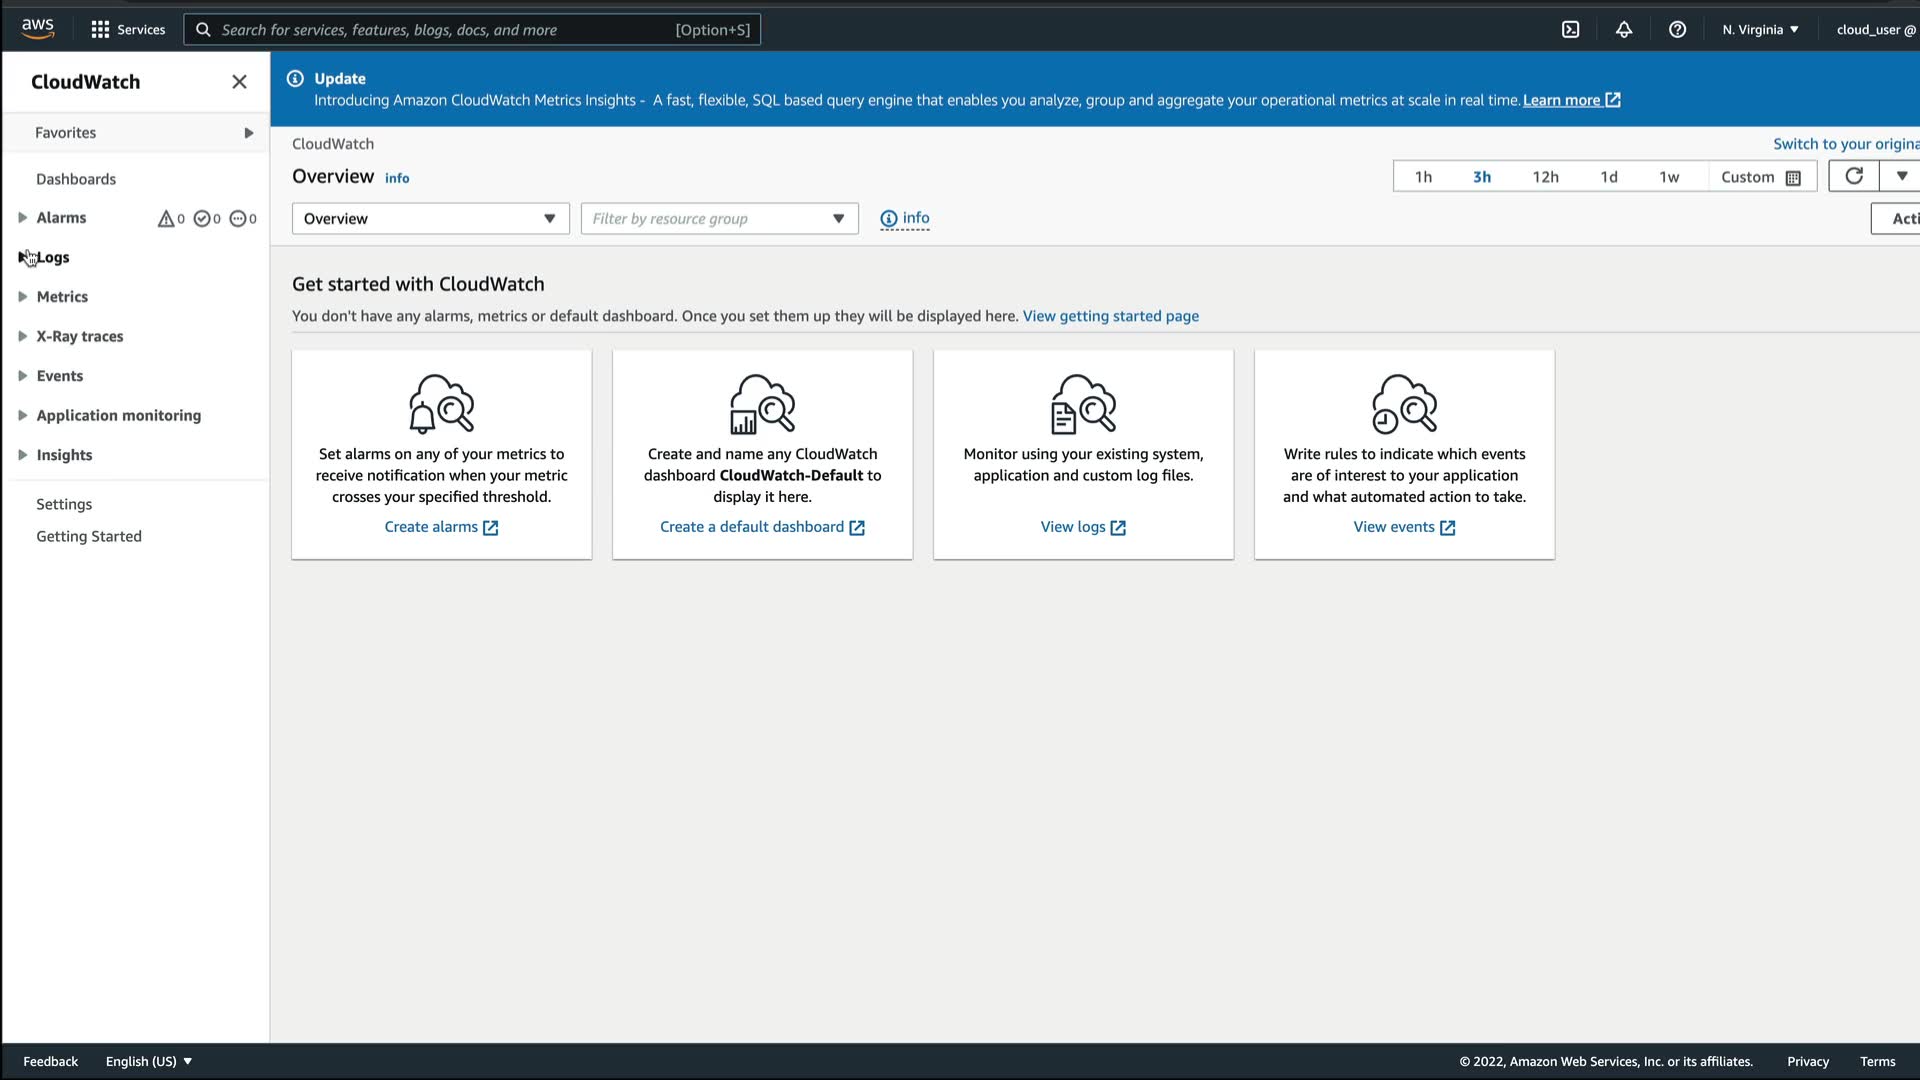 aws
Services
Search for services, features, blogs, docs, and more
[Option+S]
N. Virginia
cloud_user @
CloudWatch
Favorites
Dashboards
Alarms
0
0
0
Logs
Metrics
X-Ray traces
Events
Application monitoring
Insights
Settings
Getting Started
Update
Introducing Amazon CloudWatch Metrics Insights - A fast, flexible, SQL based query engine that enables you analyze, group and aggregate your operational metrics at scale in real time. Learn more
CloudWatch
Switch to your origina
Overview info
1h 3h 12h 1d 1w Custom
Overview
Filter by resource group
info
Acti
Get started with CloudWatch
You don't have any alarms, metrics or default dashboard. Once you set them up they will be displayed here. View getting started page
Set alarms on any of your metrics to
receive notification when your metric
crosses your specified threshold.
Create alarms
Create and name any CloudWatch
dashboard CloudWatch-Default to
display it here.
Create a default dashboard
Monitor using your existing system,
application and custom log files.
View logs
Write rules to indicate which events
are of interest to your application
and what automated action to take.
View events
Feedback
English (US)
© 2022, Amazon Web Services, Inc. or its affiliates.
Privacy
Terms